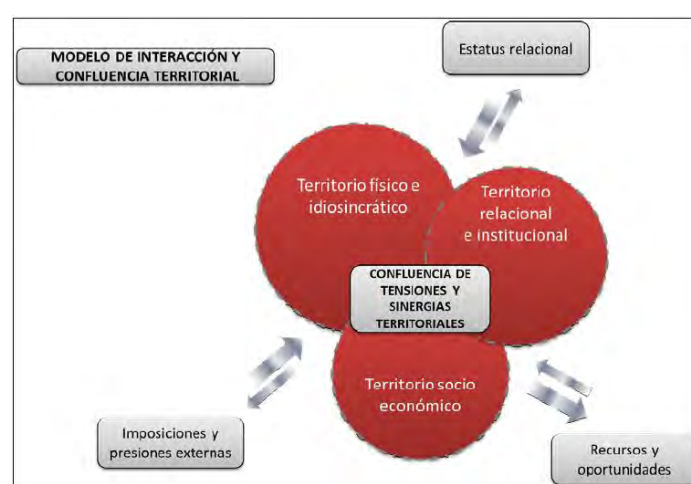 MODELO DE INTERACCIÓN Y
CONFLUENCIA TERRITORIAL
Estatus relacional
Territorio físico e
idiosincrático
Territorio
relacional
e institucional
CONFLUENCIA DE
TENSIONES Y
SINERGIAS
TERRITORIALES
Territorio socio
económico
Imposiciones y
presiones externas
Recursos y
oportunidades